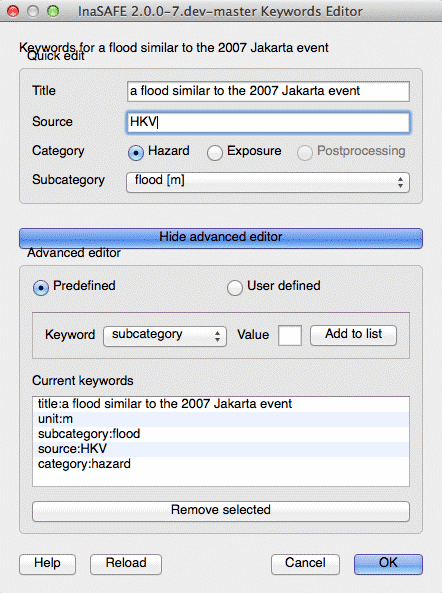 InaSAFE 2.0.0-7.dev-master Keywords Editor
Keywords for a flood similar to the 2007 Jakarta event
Quick edit
Title a flood similar to the 2007 Jakarta event
Source HKV
Category Hazard Exposure Postprocessing
Subcategory flood [m]
Hide advanced editor
Advanced editor
Predefined User defined
Keyword subcategory Value Add to list
Current keywords
title:a flood similar to the 2007 Jakarta event
unit:m
subcategory:flood
source:HKV
category:hazard
Remove selected
Help Reload Cancel OK